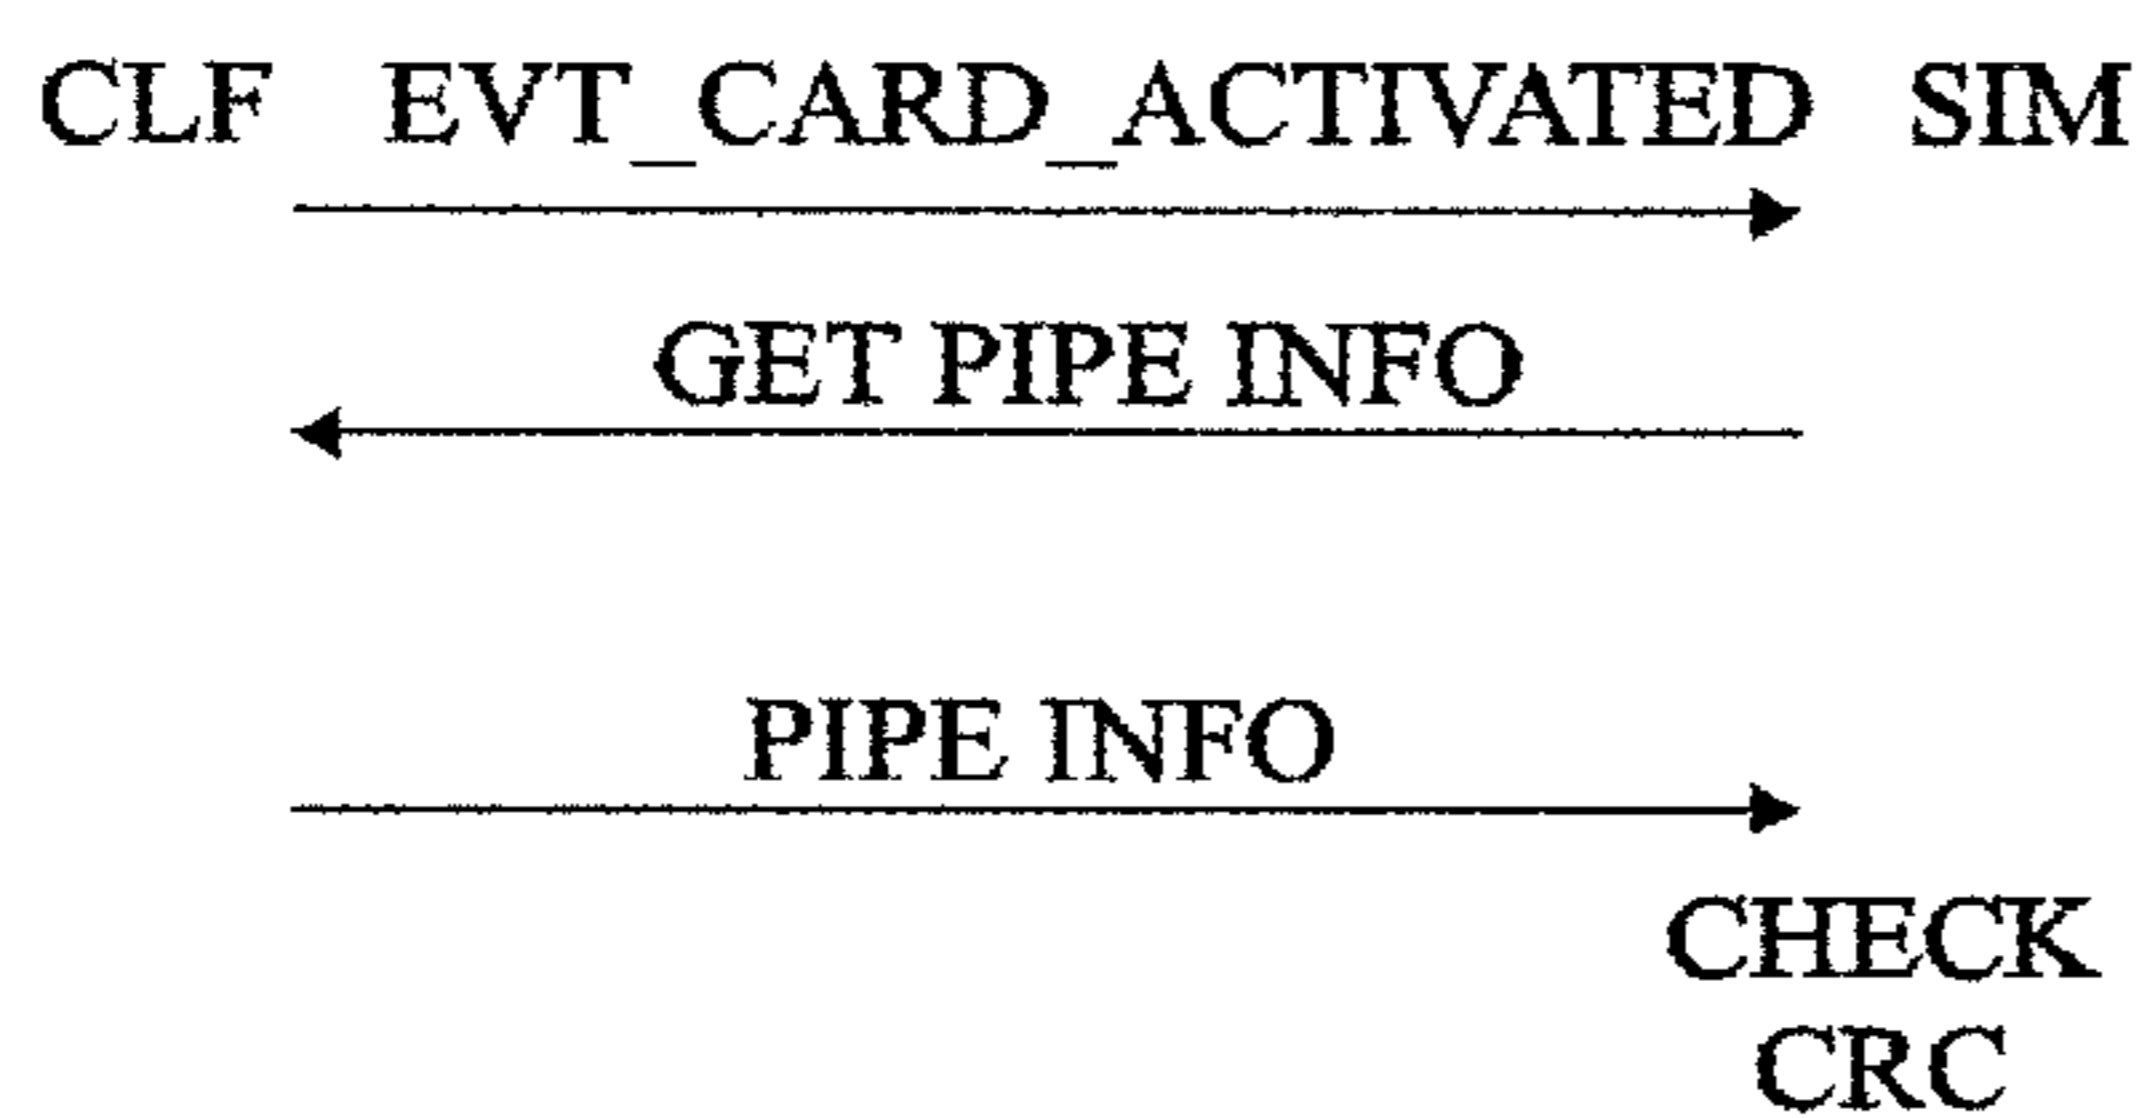 CLF EVT_CARD_ACTIVATED SIM
GET PIPE INFO
PIPE INFO
CHECK
CRC